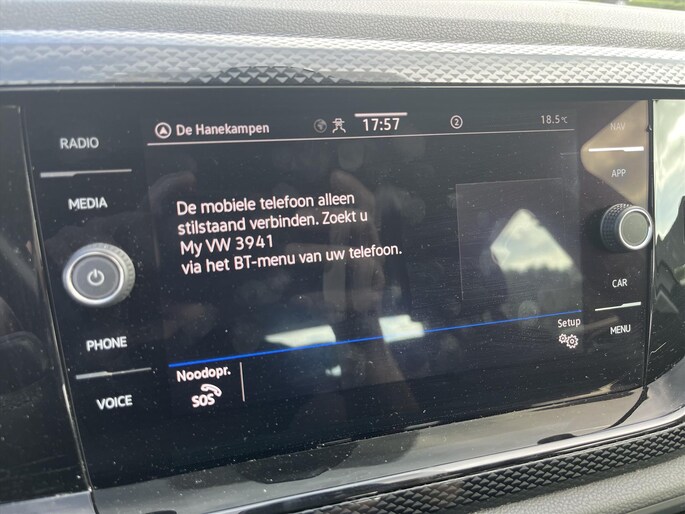 RADIO
MEDIA
PHONE
VOICE
De Hanekampen
17:57
2
18.5°C
De mobiele telefoon alleen
stilstaand verbinden. Zoekt u
My VW 3941
via het BT-menu van uw telefoon.
Setup
Noodopr.
SOS
NAV
APP
CAR
MENU